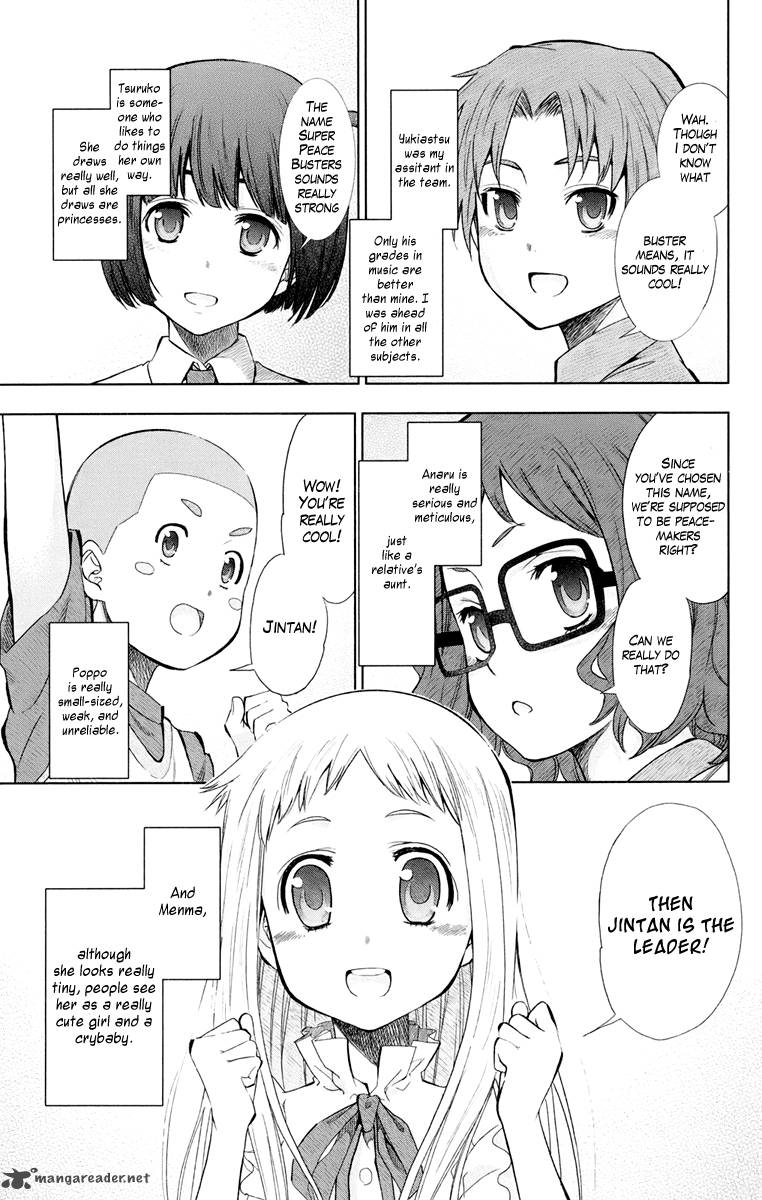 WAH.
THOUGH
I DON'T
KNOW
WHAT
BUSTER
MEANS, IT
SOUNDS REALLY
COOL!
Yukiastsu
was my
assitant in
the team.
Only his
grades in
music are
better
than mine. I
was ahead
of him in all
the other
subjects.
THE
NAME
SUPER
PEACE
BUSTERS
SOUNDS
REALLY
STRONG
Tsuruko
is some-
one who
likes to
do things
her own
way.
She
draws
really well,
but all she
draws are
princesses.
SINCE
YOU'VE CHOSEN
THIS NAME,
WE'RE SUPPOSED
TO BE PEACE-
MAKERS
RIGHT?
CAN WE
REALLY DO
THAT?
Anaru is
really
serious and
meticulous,
just
like a
relative's
aunt.
WOW!
YOU'RE
REALLY
COOL!
JINTAN!
Poppo
is really
small-sized,
weak, and
unreliable.
THEN
JINTAN IS THE
LEADER!
And
Menma,
although
she looks really
tiny, people see
her as a really
cute girl and a
crybaby.
mangareader.net